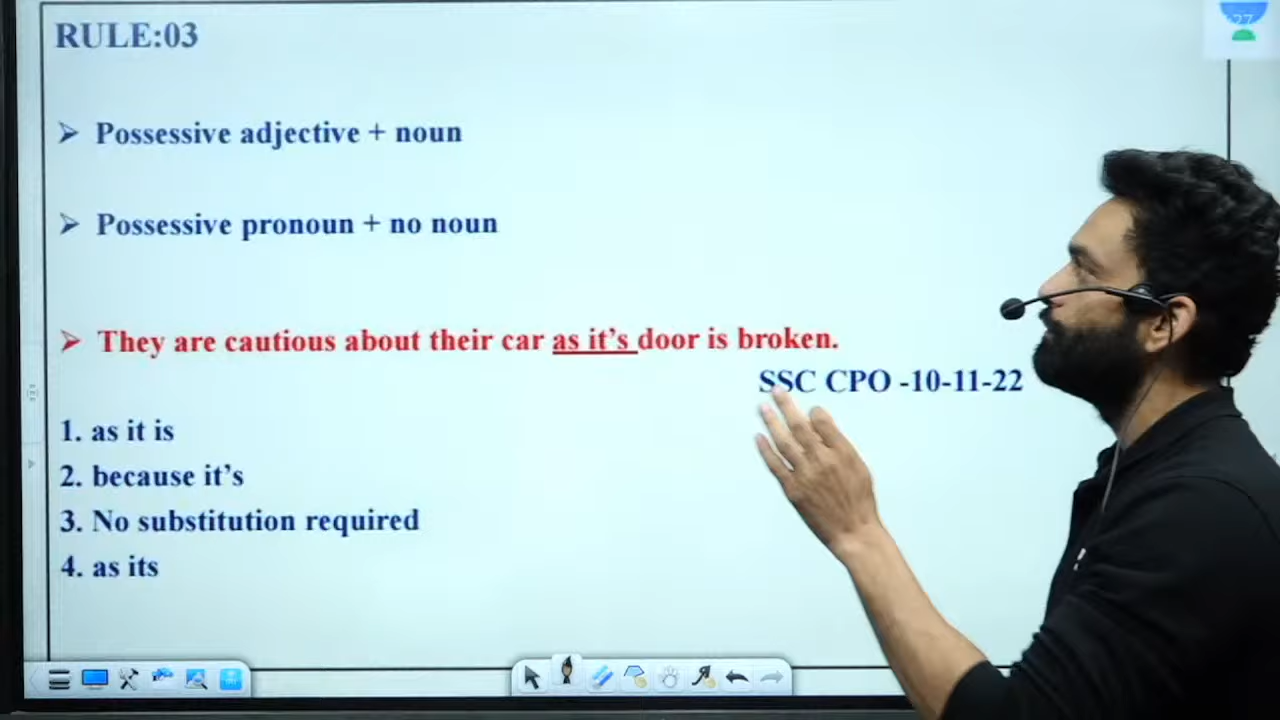 RULE:03
➢ Possessive adjective + noun
➢ Possessive pronoun + no noun
➢ They are cautious about their car as it’s door is broken.
SSC CPO -10-11-22
1. as it is
2. because it’s
3. No substitution required
4. as its